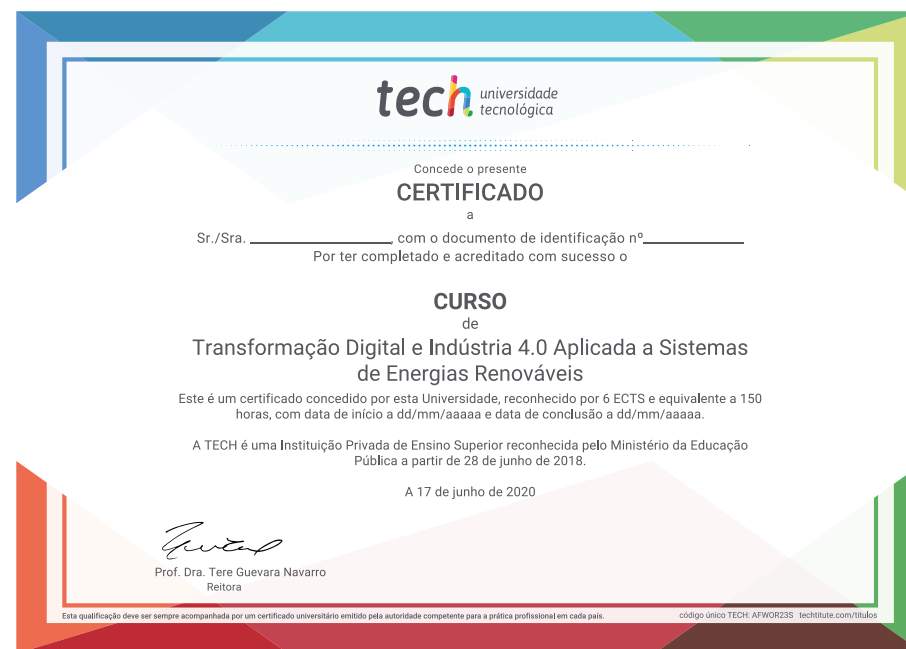 tech universidade
tecnológica
Concede o presente
CERTIFICADO
a
Sr./Sra. ____________________, com o documento de identificação nº______________
Por ter completado e acreditado com sucesso o
CURSO
de
Transformação Digital e Indústria 4.0 Aplicada a Sistemas
de Energias Renováveis
Este é um certificado concedido por esta Universidade, reconhecido por 6 ECTS e equivalente a 150
horas, com data de início a dd/mm/aaaaa e data de conclusão a dd/mm/aaaaa.
A TECH é uma Instituição Privada de Ensino Superior reconhecida pelo Ministério da Educação
Pública a partir de 28 de junho de 2018.
A 17 de junho de 2020
Prof. Dra. Tere Guevara Navarro
Reitora
Esta qualificação deve ser sempre acompanhada por um certificado universitário emitido pela autoridade competente para a prática profissional em cada país.
código único TECH: AFWOR23S techtitute.com/titulos